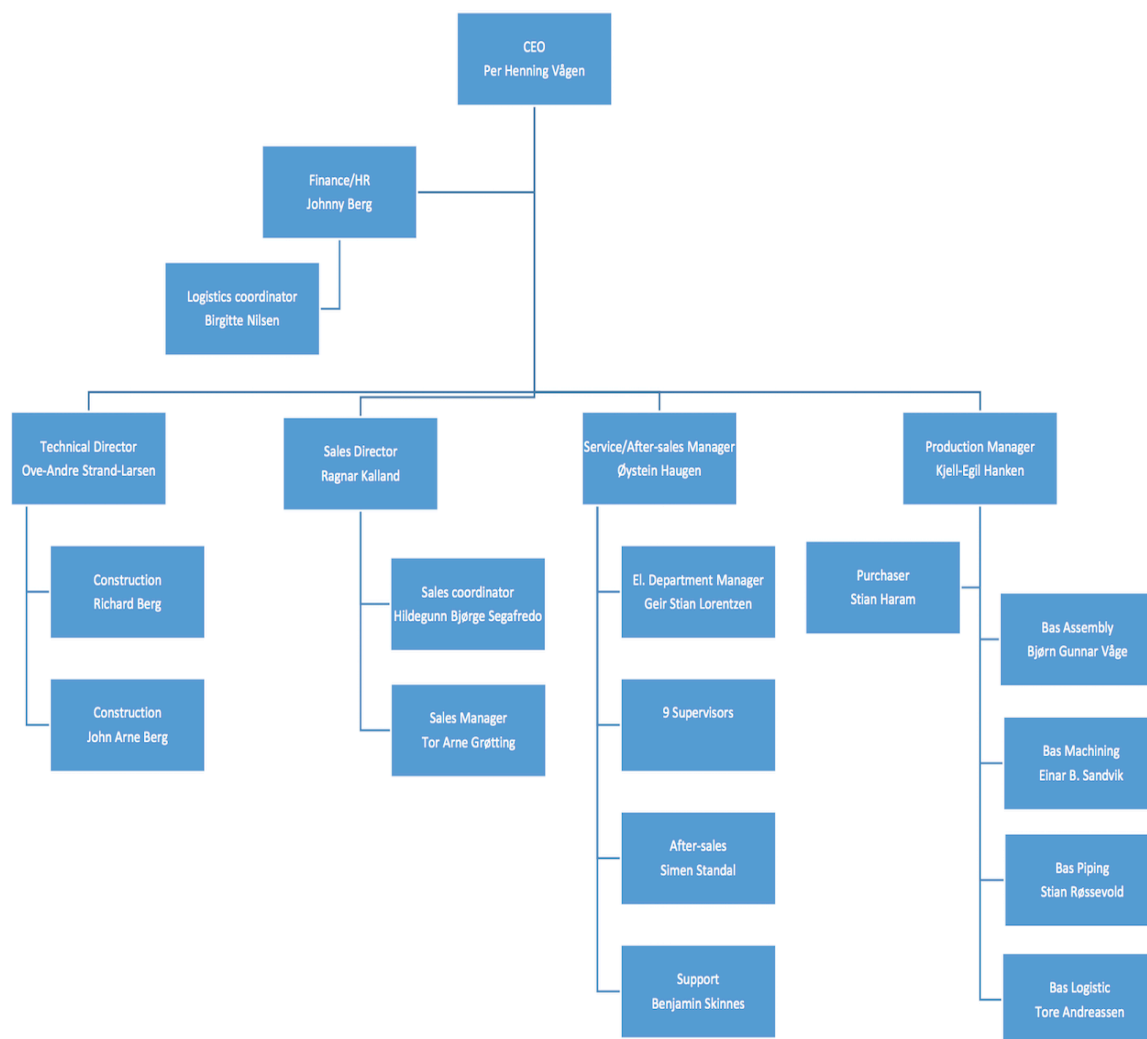 CEO
Per Henning Vågen
Finance/HR
Johnny Berg
Logistics coordinator
Birgitte Nilsen
Technical Director
Ove-Andre Strand-Larsen
Sales Director
Ragnar Kalland
Service/After-sales Manager
Øystein Haugen
Production Manager
Kjell-Egil Hanken
Construction
Richard Berg
Construction
John Arne Berg
Sales coordinator
Hildegunn Bjørge Segafredo
Sales Manager
Tor Arne Grøtting
El. Department Manager
Geir Stian Lorentzen
9 Supervisors
After-sales
Simen Standal
Support
Benjamin Skinnes
Purchaser
Stian Haram
Bas Assembly
Bjørn Gunnar Våge
Bas Machining
Einar B. Sandvik
Bas Piping
Stian Røssevold
Bas Logistic
Tore Andreassen